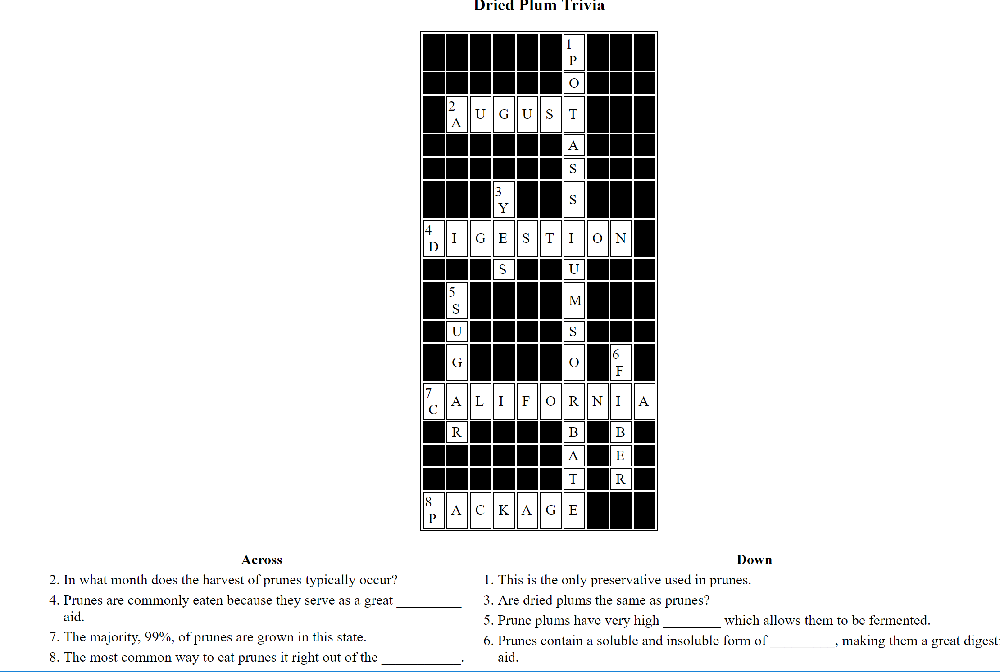 Dried Plum Trivia
1
P
O
2
A U G U S T
A
S
3
Y S
4
D I G E S T I O N
S U
5
S M
U S
G O 6
F
7
C A L I F O R N I A
R B B
A E
T R
8
P A C K A G E
Across
2. In what month does the harvest of prunes typically occur?
4. Prunes are commonly eaten because they serve as a great _________
aid.
7. The majority, 99%, of prunes are grown in this state.
8. The most common way to eat prunes it right out of the ___________.
Down
1. This is the only preservative used in prunes.
3. Are dried plums the same as prunes?
5. Prune plums have very high ________ which allows them to be fermented.
6. Prunes contain a soluble and insoluble form of _________, making them a great digesti
aid.